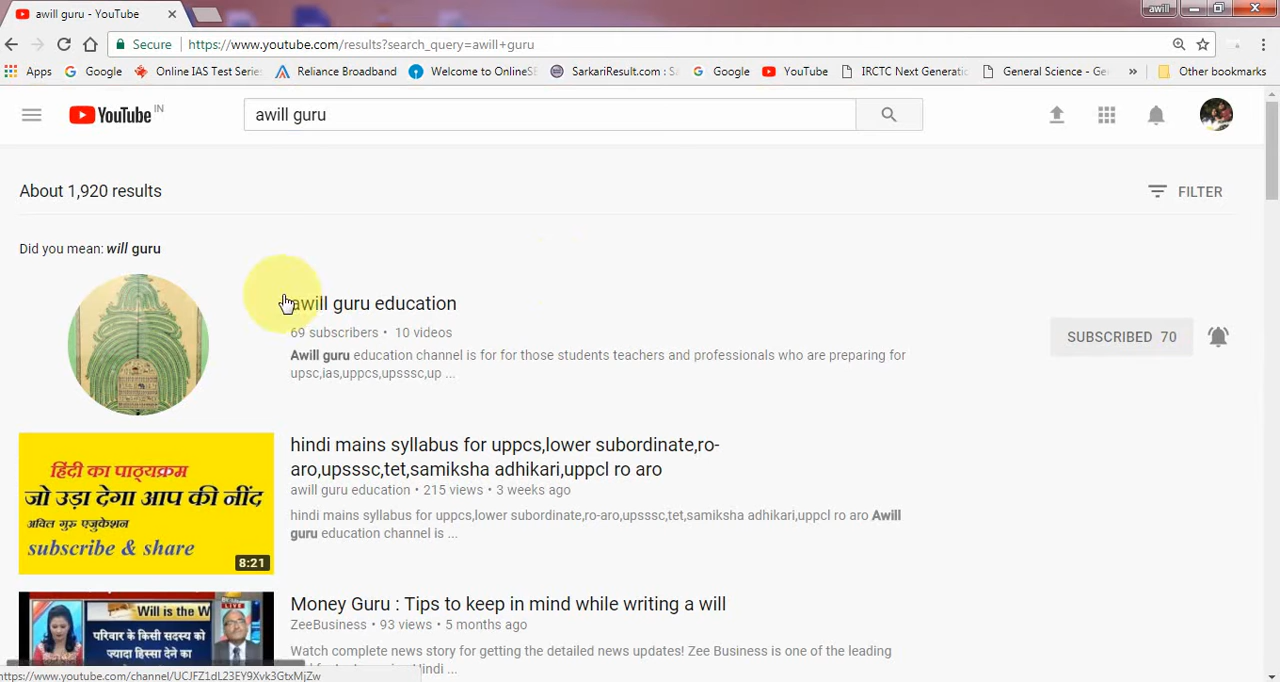 awill guru - YouTube
awill
Secure
https://www.youtube.com/results?search_query=awill+guru
Apps
Google
Online IAS Test Serie
Reliance Broadband
Welcome to OnlineSE
SarkariResult.com : Sa
Google
YouTube
IRCTC Next Generatio
General Science - Ge
»
Other bookmarks
YouTube IN
awill guru
About 1,920 results
FILTER
Did you mean: will guru
awill guru education
69 subscribers • 10 videos
Awill guru education channel is for for those students teachers and professionals who are preparing for
upsc,ias,uppcs,upsssc,up ...
SUBSCRIBED 70
हिंदी का पाठ्यक्रम
जो उड़ा देगा आप की नींद
अविल गुरु एजुकेशन
subscribe & share
8:21
hindi mains syllabus for uppcs,lower subordinate,ro-
aro,upsssc,tet,samiksha adhikari,uppcl ro aro
awill guru education • 215 views • 3 weeks ago
hindi mains syllabus for uppcs,lower subordinate,ro-aro,upsssc,tet,samiksha adhikari,uppcl ro aro Awill
guru education channel is ...
Will is the W
LIVE
परिवार के किसी सदस्य को
ज्यादा हिस्सा देने का
Money Guru : Tips to keep in mind while writing a will
ZeeBusiness • 93 views • 5 months ago
Watch complete news story for getting the detailed news updates! Zee Business is one of the leading
https://www.youtube.com/channel/UCJFZ1dL23EY9Xvk3GtxMjZw